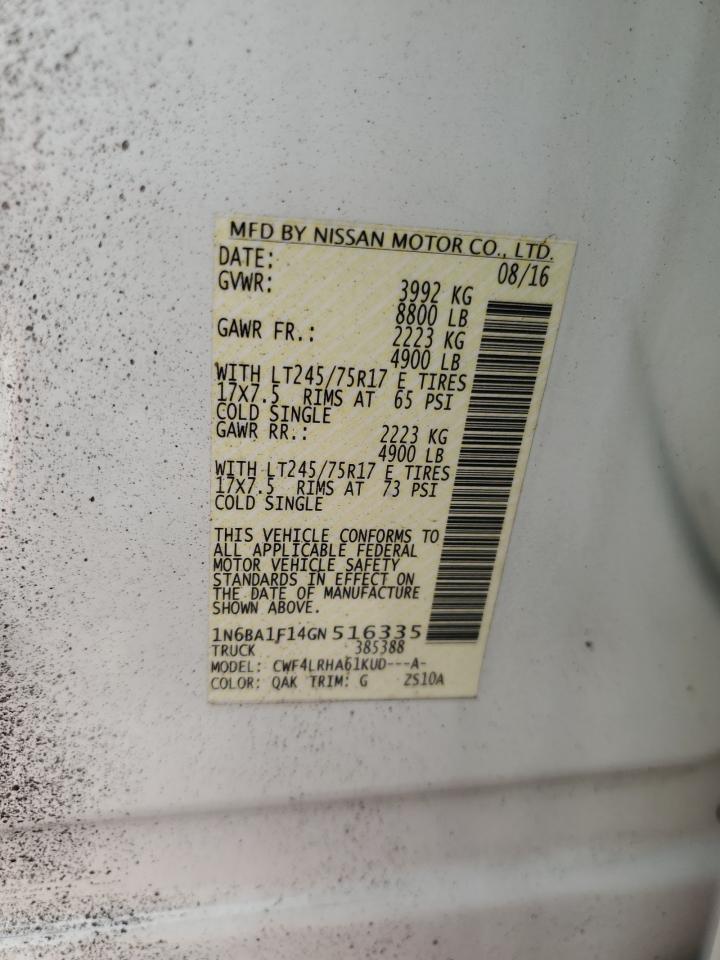 MFD BY NISSAN MOTOR CO., LTD.
DATE: 08/16
GVWR: 3992 KG
8800 LB
GAWR FR.: 2223 KG
4900 LB
WITH LT245/75R17 E TIRES
17X7.5 RIMS AT 65 PSI
COLD SINGLE
GAWR RR.: 2223 KG
4900 LB
WITH LT245/75R17 E TIRES
17X7.5 RIMS AT 73 PSI
COLD SINGLE
THIS VEHICLE CONFORMS TO
ALL APPLICABLE FEDERAL
MOTOR VEHICLE SAFETY
STANDARDS IN EFFECT ON
THE DATE OF MANUFACTURE
SHOWN ABOVE.
1N6BA1F14GN516335
TRUCK 385388
MODEL: CWF4LRHA61KUD---A-
COLOR: QAK TRIM: G ZS10A